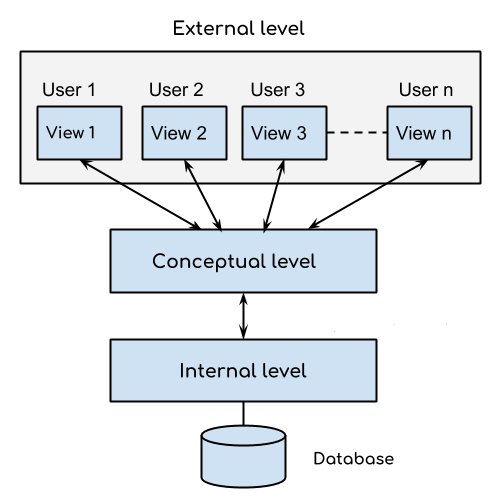 External level
User 1 User 2 User 3 User n
View 1 View 2 View 3 View n
Conceptual level
Internal level
Database